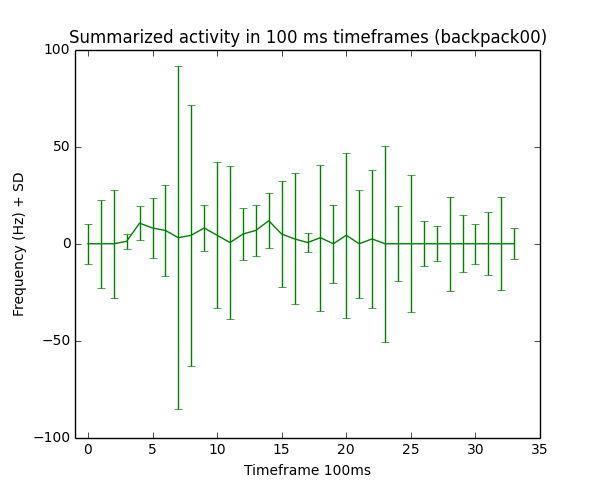 Summarized activity in 100 ms timeframes (backpack00)
100
50
0
−50
−100
Frequency (Hz) + SD
0 5 10 15 20 25 30 35
Timeframe 100ms